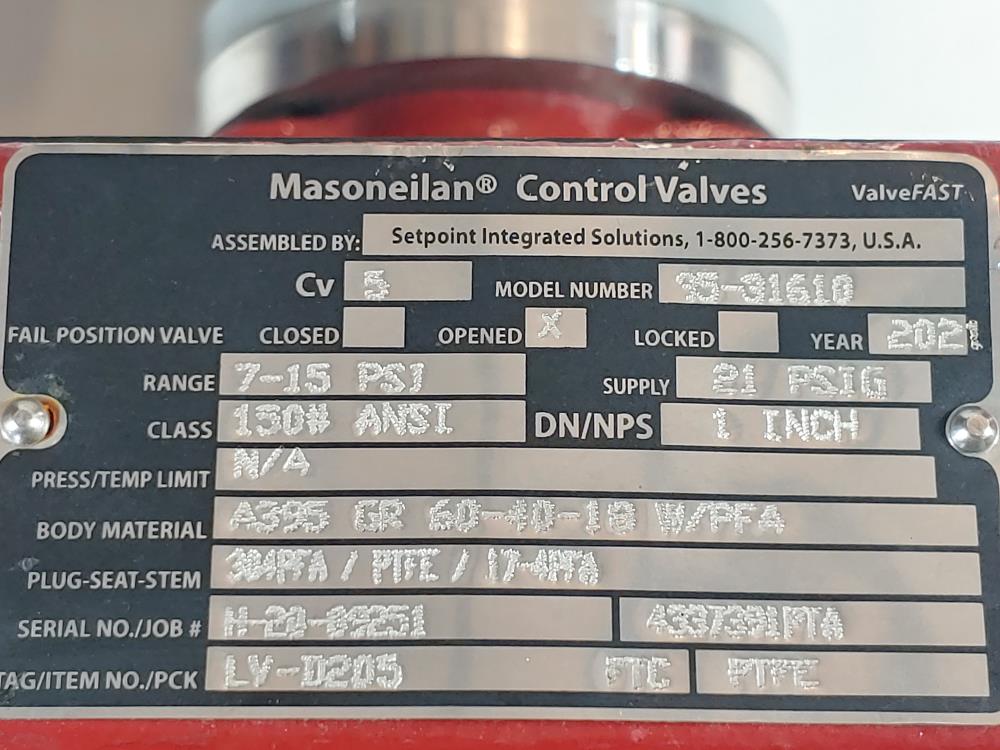 Masoneilan® Control Valves ValveFAST
ASSEMBLED BY: Setpoint Integrated Solutions, 1-800-256-7373, U.S.A.
Cv 5 MODEL NUMBER 35-31610
FAIL POSITION VALVE CLOSED OPENED X LOCKED YEAR 202
RANGE 7-15 PSI SUPPLY 21 PSIG
CLASS 150# ANSI DN/NPS 1 INCH
PRESS/TEMP LIMIT N/A
BODY MATERIAL A395 GR 60-40-18 W/PFA
PLUG-SEAT-STEM 304PFA / PTFE / 17-4PFA
SERIAL NO./JOB # H-20-09251
TAG/ITEM NO./PCK LV-D205 FTC PTFE